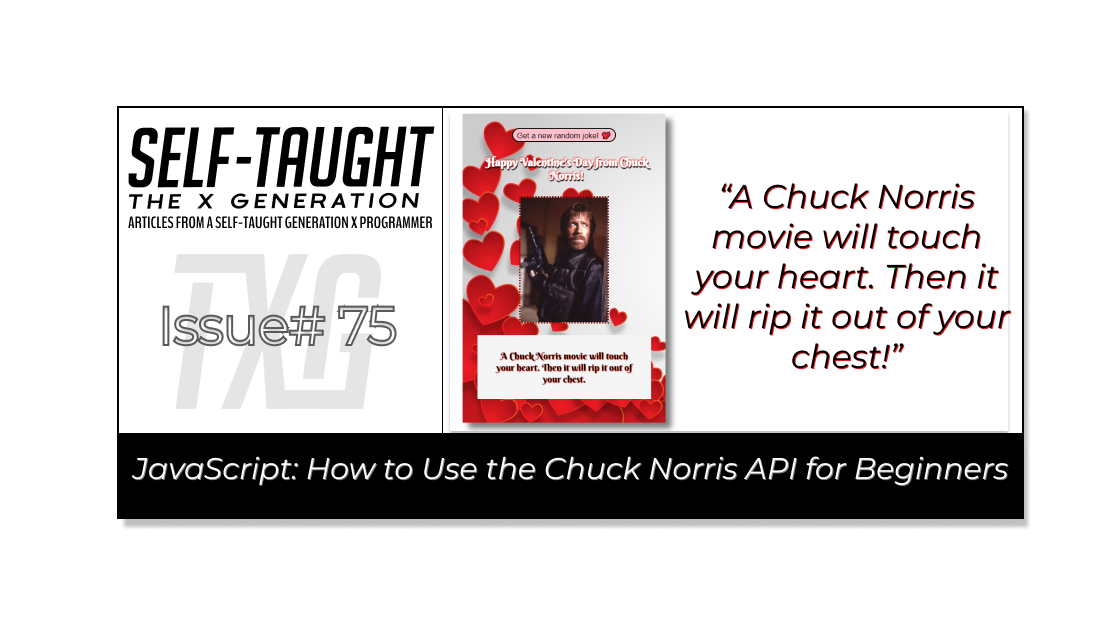 SELF-TAUGHT
THE X GENERATION
ARTICLES FROM A SELF-TAUGHT GENERATION X PROGRAMMER
TXG
Issue# 75
Get a new random joke!
Happy Valentine's Day from Chuck
Norris!
A Chuck Norris movie will touch
your heart. Then it will rip it out of
your chest.
“A Chuck Norris
movie will touch
your heart. Then it
will rip it out of your
chest!”
JavaScript: How to Use the Chuck Norris API for Beginners